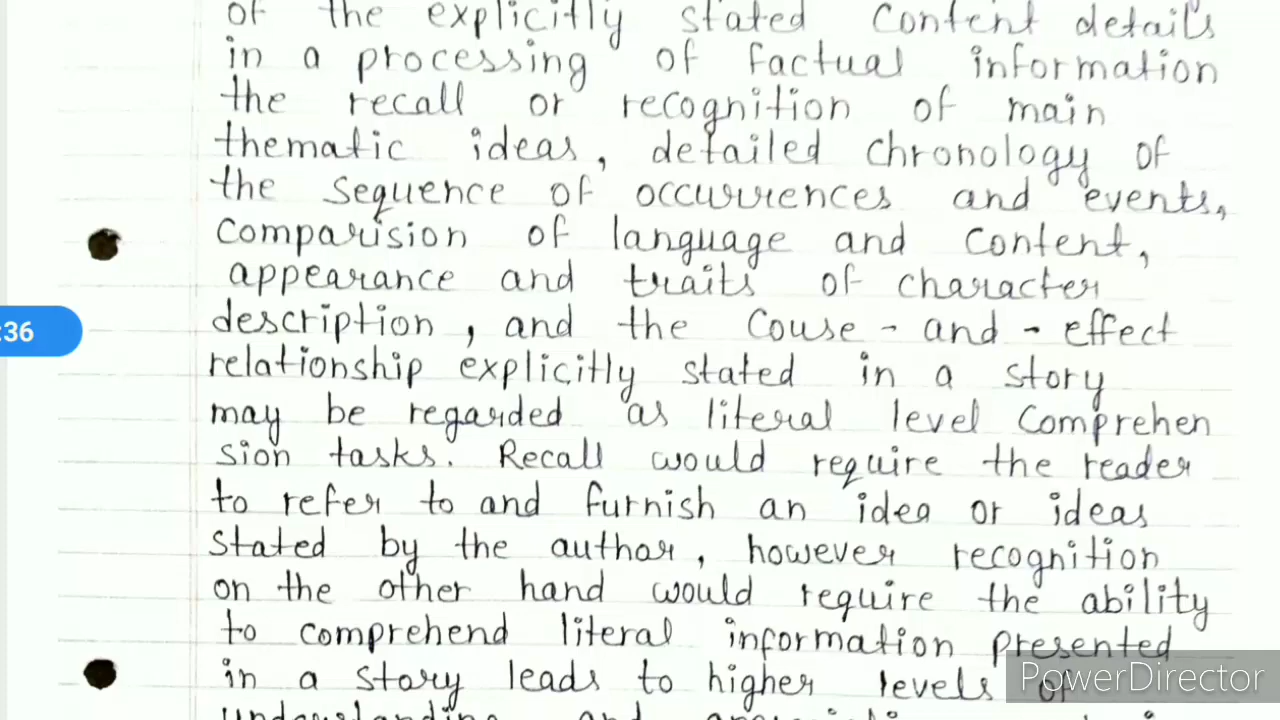 of the explicitly stated content details
in a processing of factual information
the recall or recognition of main
thematic ideas, detailed chronology of
the sequence of occurrences and events,
comparision of language and content,
appearance and traits of character
description, and the couse-and-effect
:36
relationship explicitly stated in a story
may be regarded as literal level comprehen
sion tasks. Recall would require the reader
to refer to and furnish an idea or ideas
stated by the author, however recognition
on the other hand would require the ability
to comprehend literal information presented
in a story leads to higher levels of
PowerDirector
understanding and